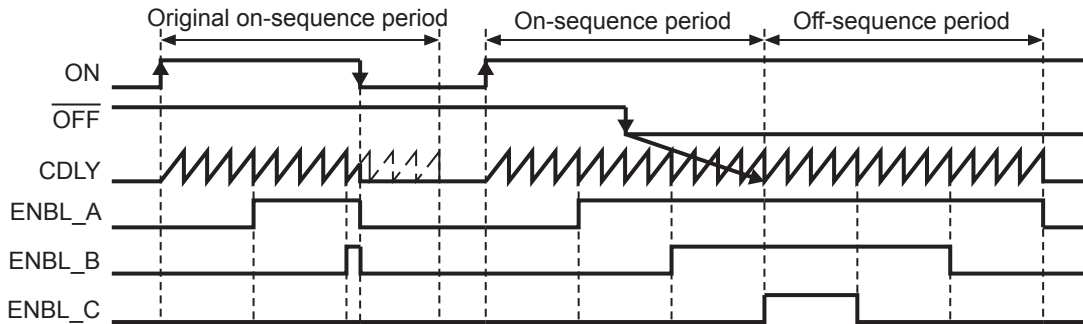 Original on-sequence period
On-sequence period
Off-sequence period
ON
OFF
CDLY
ENBL_A
ENBL_B
ENBL_C